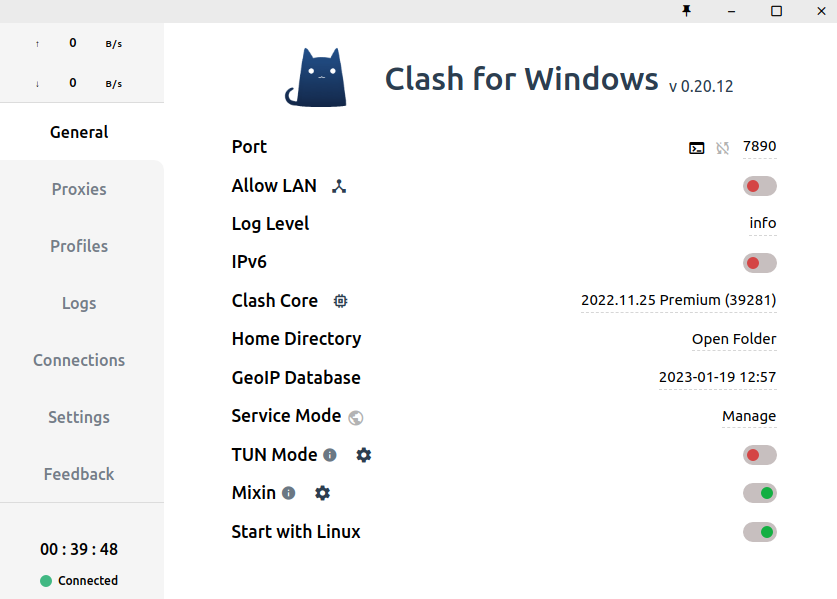 ↑ 0 B/s
↓ 0 B/s
General
Proxies
Profiles
Logs
Connections
Settings
Feedback
00 : 39 : 48
Connected
Clash for Windows v 0.20.12
Port 7890
Allow LAN
Log Level info
IPv6
Clash Core 2022.11.25 Premium (39281)
Home Directory Open Folder
GeoIP Database 2023-01-19 12:57
Service Mode Manage
TUN Mode
Mixin
Start with Linux